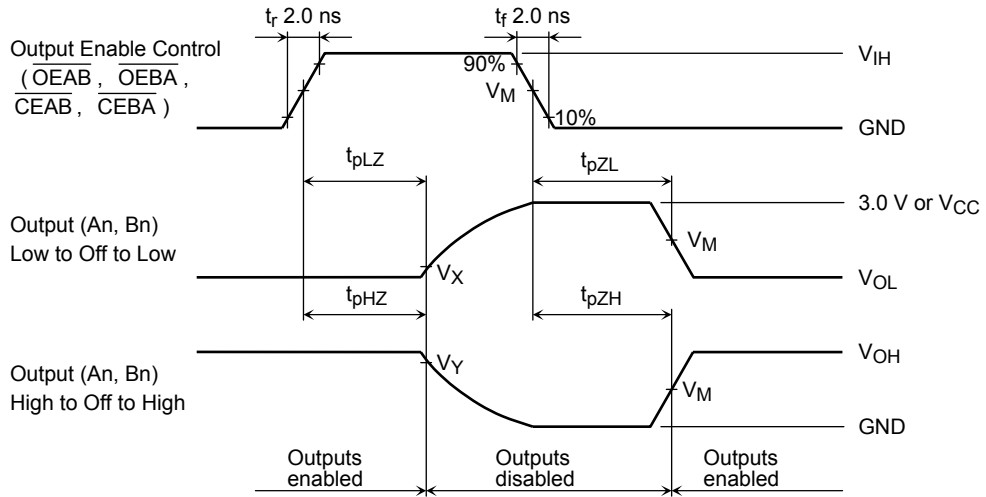 tr 2.0 ns
tf 2.0 ns
Output Enable Control
( OEAB , OEBA ,
CEAB , CEBA )
90%
VM
10%
VIH
GND
tpLZ
tpZL
3.0 V or VCC
Output (An, Bn)
Low to Off to Low
VX
VM
VOL
tpHZ
tpZH
VOH
Output (An, Bn)
High to Off to High
VY
VM
GND
Outputs
enabled
Outputs
disabled
Outputs
enabled